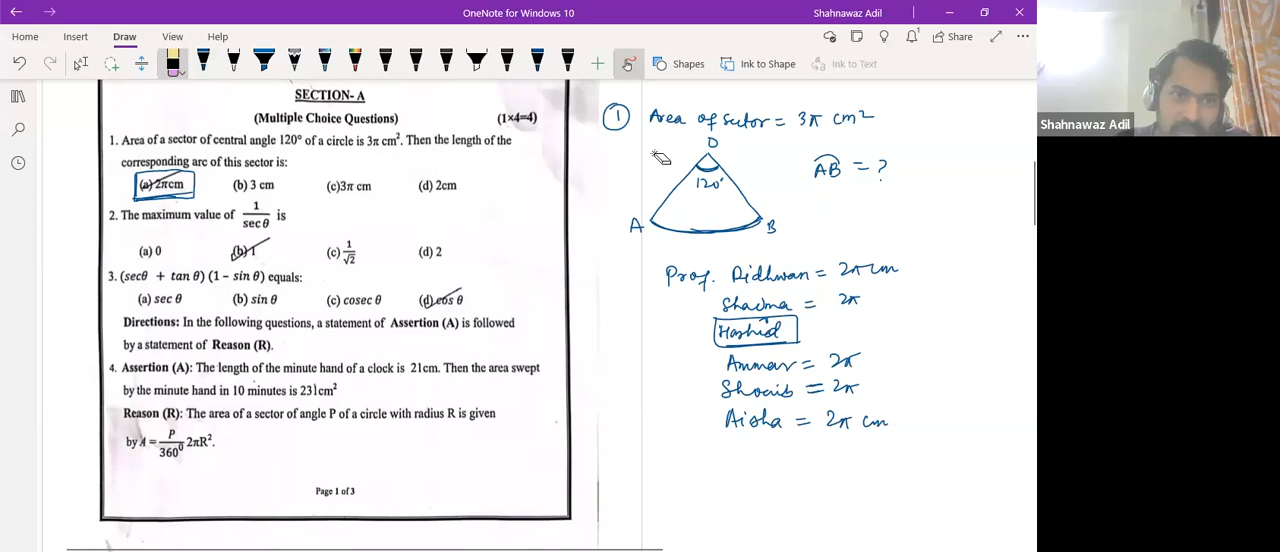 OneNote for Windows 10
Shahnawaz Adil
Home Insert Draw View Help
Share
Shapes
Ink to Shape
Ink to Text
SECTION- A
(Multiple Choice Questions) (1×4=4)
1. Area of a sector of central angle 120° of a circle is 3π cm². Then the length of the
corresponding arc of this sector is:
(a) 2πcm (b) 3 cm (c)3π cm (d) 2cm
2. The maximum value of 1/sec θ is
(a) 0 (b) 1 (c) 1/√2 (d) 2
3. (secθ + tan θ) (1 − sin θ) equals:
(a) sec θ (b) sin θ (c) cosec θ (d) cos θ
Directions: In the following questions, a statement of Assertion (A) is followed
by a statement of Reason (R).
4. Assertion (A): The length of the minute hand of a clock is 21cm. Then the area swept
by the minute hand in 10 minutes is 231cm²
Reason (R): The area of a sector of angle P of a circle with radius R is given
by A = P/360⁰ 2πR².
Page 1 of 3
① Area of sector = 3π cm²
O
120°
A
B
AB = ?
Prof. Ridhwan = 2π cm
Shadma = 2π
Hashid
Ammar = 2π
Shoaib = 2π
Aisha = 2π cm
Shahnawaz Adil